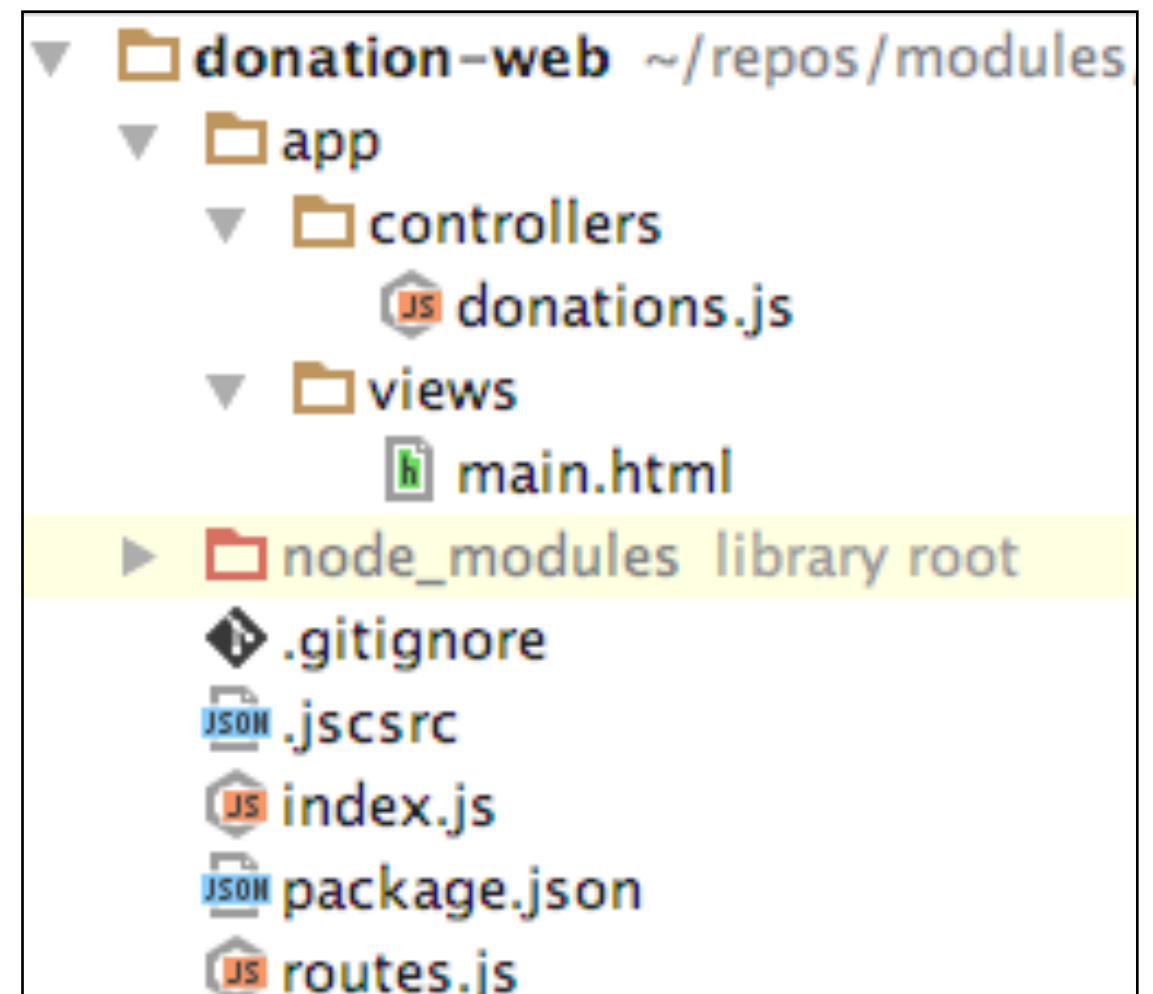 donation-web ~/repos/modules
app
controllers
JS donations.js
views
h main.html
node_modules library root
.gitignore
JSON .jscsrc
JS index.js
JSON package.json
JS routes.js